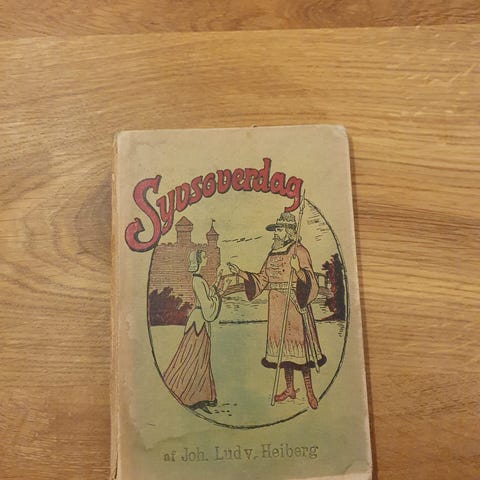 Syvsoverdag
af Joh. Ludv. Heiberg